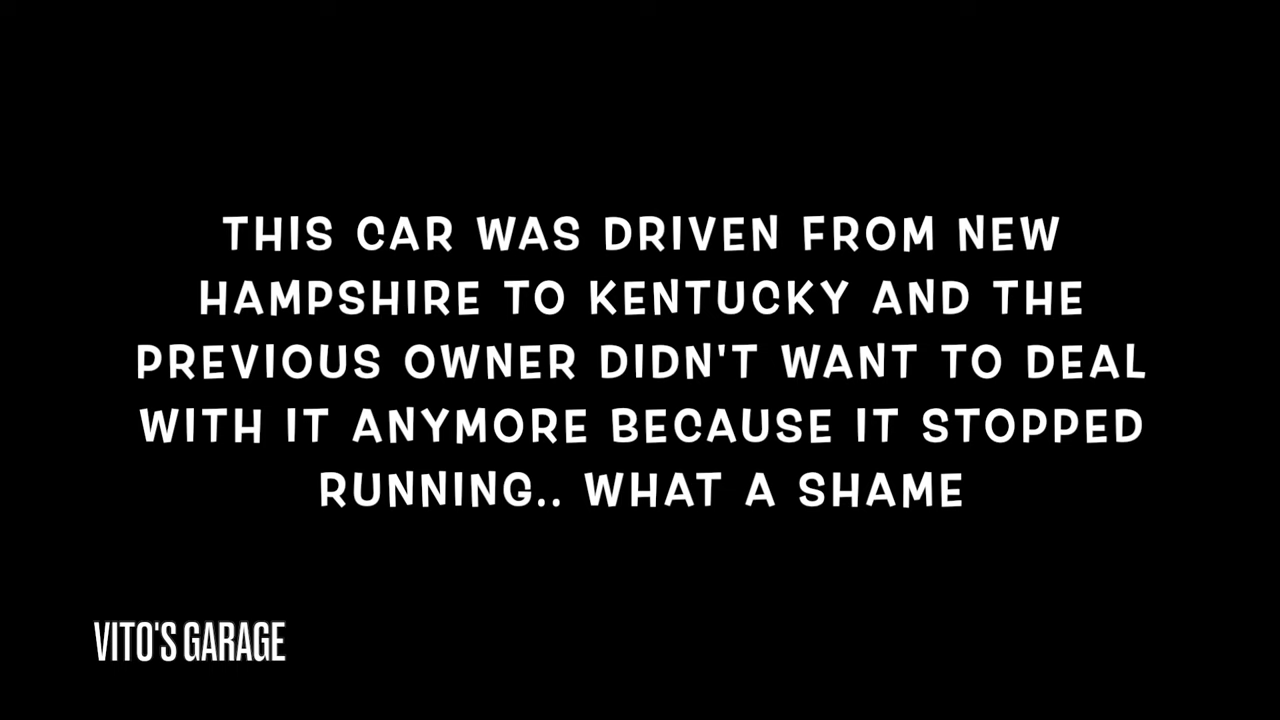 THIS CAR WAS DRIVEN FROM NEW
HAMPSHIRE TO KENTUCKY AND THE
PREVIOUS OWNER DIDN'T WANT TO DEAL
WITH IT ANYMORE BECAUSE IT STOPPED
RUNNING.. WHAT A SHAME
VITO'S GARAGE